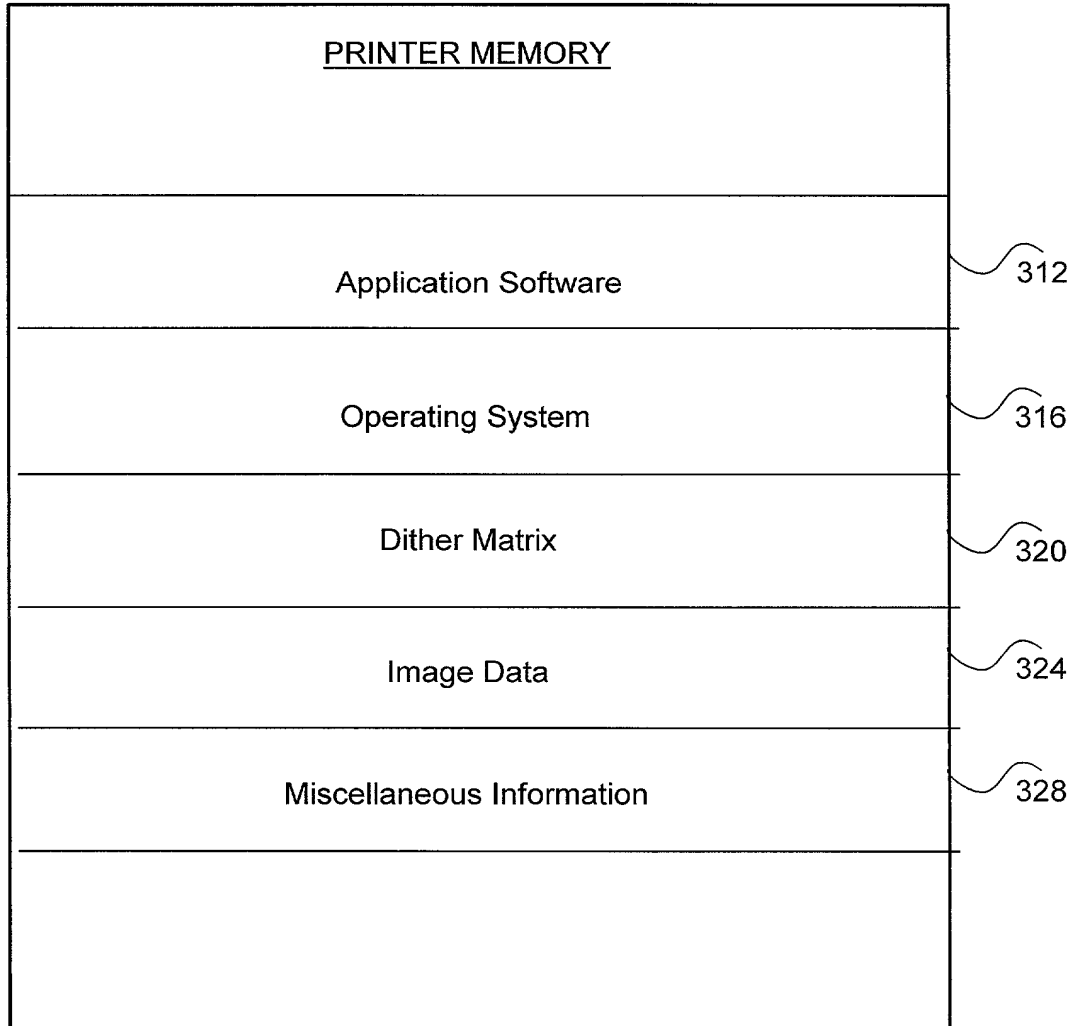 PRINTER MEMORY
Application Software
312
Operating System
316
Dither Matrix
320
Image Data
324
Miscellaneous Information
328